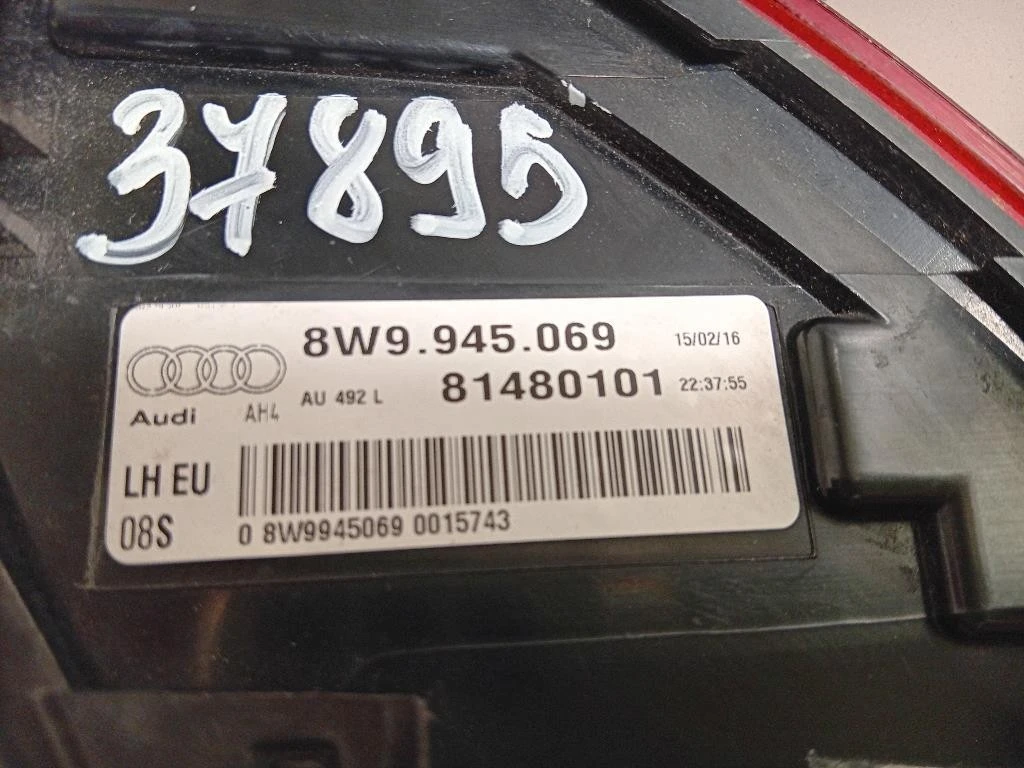 37895
8W9.945.069 15/02/16
AU 492 L 81480101 22:37:55
Audi AH4
LH EU
08S 0 8W9945069 0015743